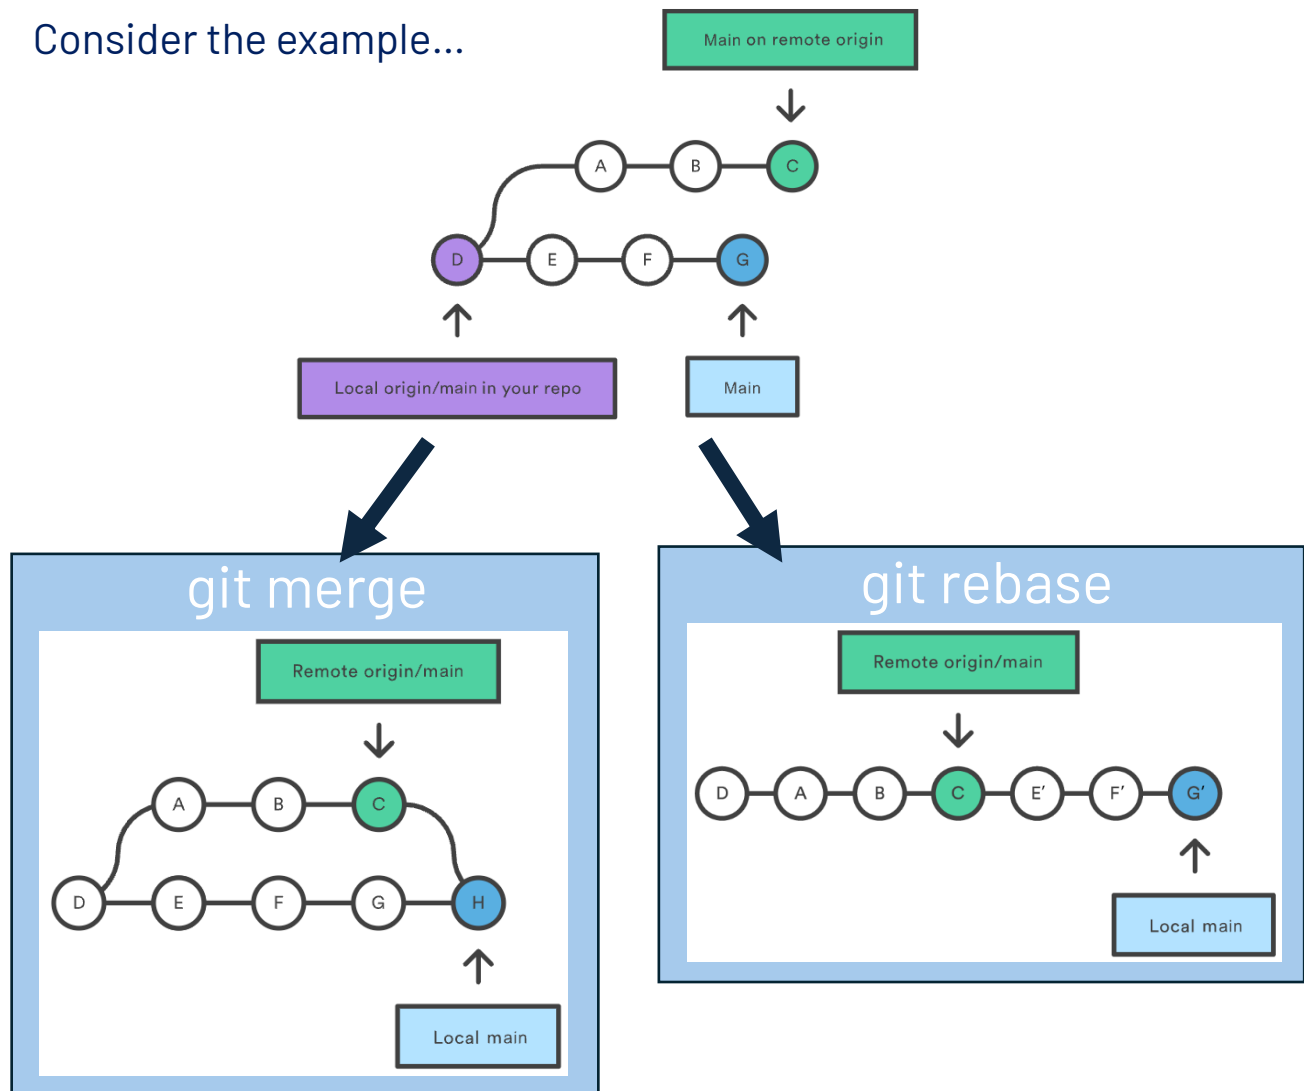 Consider the example...
Main on remote origin
A
B
C
D
E
F
G
Local origin/main in your repo
Main
git merge
Remote origin/main
A
B
C
D
E
F
G
H
Local main
git rebase
Remote origin/main
D
A
B
C
E′
F′
G′
Local main